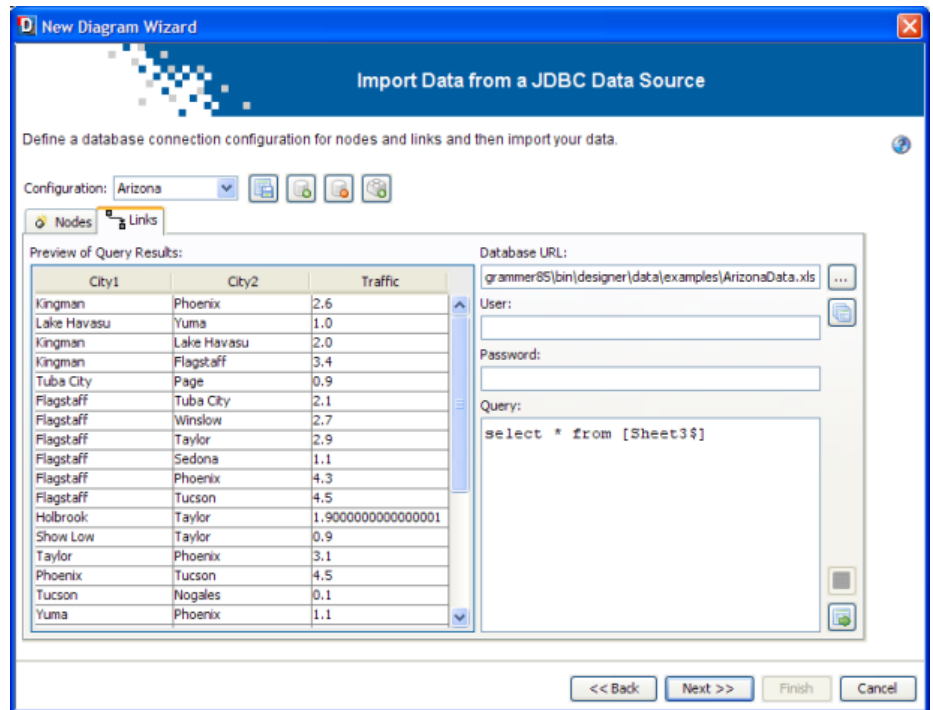 New Diagram Wizard
Import Data from a JDBC Data Source
Define a database connection configuration for nodes and links and then import your data.
Configuration: Arizona
Nodes Links
Preview of Query Results:
City1 City2 Traffic
Kingman Phoenix 2.6
Lake Havasu Yuma 1.0
Kingman Lake Havasu 2.0
Kingman Flagstaff 3.4
Tuba City Page 0.9
Flagstaff Tuba City 2.1
Flagstaff Winslow 2.7
Flagstaff Taylor 2.9
Flagstaff Sedona 1.1
Flagstaff Phoenix 4.3
Flagstaff Tucson 4.5
Holbrook Taylor 1.9000000000000001
Show Low Taylor 0.9
Taylor Phoenix 3.1
Phoenix Tucson 4.5
Tucson Nogales 0.1
Yuma Phoenix 1.1
Database URL:
grammer85\bin\designer\data\examples\ArizonaData.xls ...
User:
Password:
Query:
select * from [Sheet3$]
<< Back Next >> Finish Cancel